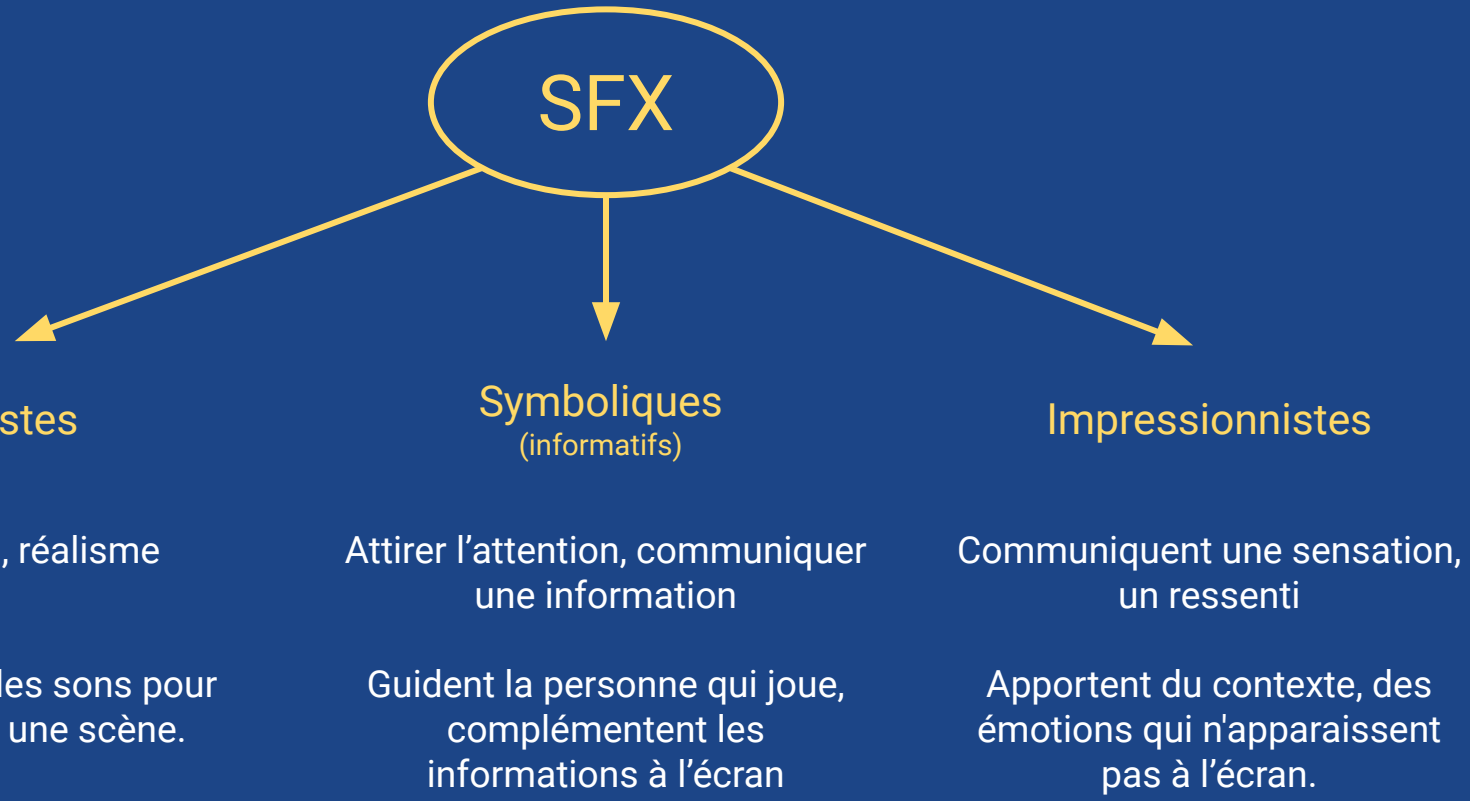 SFX
stes
, réalisme
les sons pour
une scène.
Symboliques
(informatifs)
Attirer l’attention, communiquer
une information
Guident la personne qui joue,
complémentent les
informations à l’écran
Impressionnistes
Communiquent une sensation,
un ressenti
Apportent du contexte, des
émotions qui n'apparaissent
pas à l’écran.